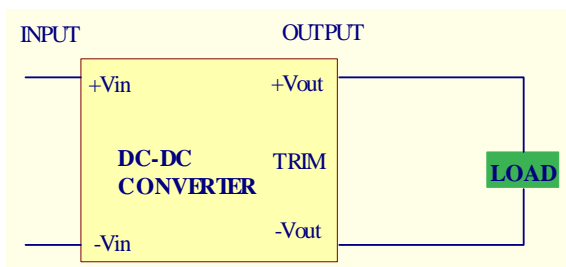 INPUT OUTPUT
+Vin +Vout
DC-DC TRIM
CONVERTER
LOAD
-Vin -Vout